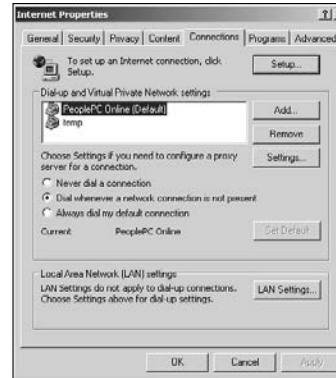 Internet Properties
General Security Privacy Content Connections Programs Advanced
To set up an Internet connection, click Setup...
Setup.
Dial-up and Virtual Private Network settings
PeoplePC Online (Default) Add...
temp
Remove
Choose Settings if you need to configure a proxy Settings...
server for a connection.
Never dial a connection
Dial whenever a network connection is not present
Always dial my default connection
Current PeoplePC Online Set Default
Local Area Network (LAN) settings
LAN Settings do not apply to dial-up connections. LAN Settings...
Choose Settings above for dial-up settings.
OK Cancel Apply